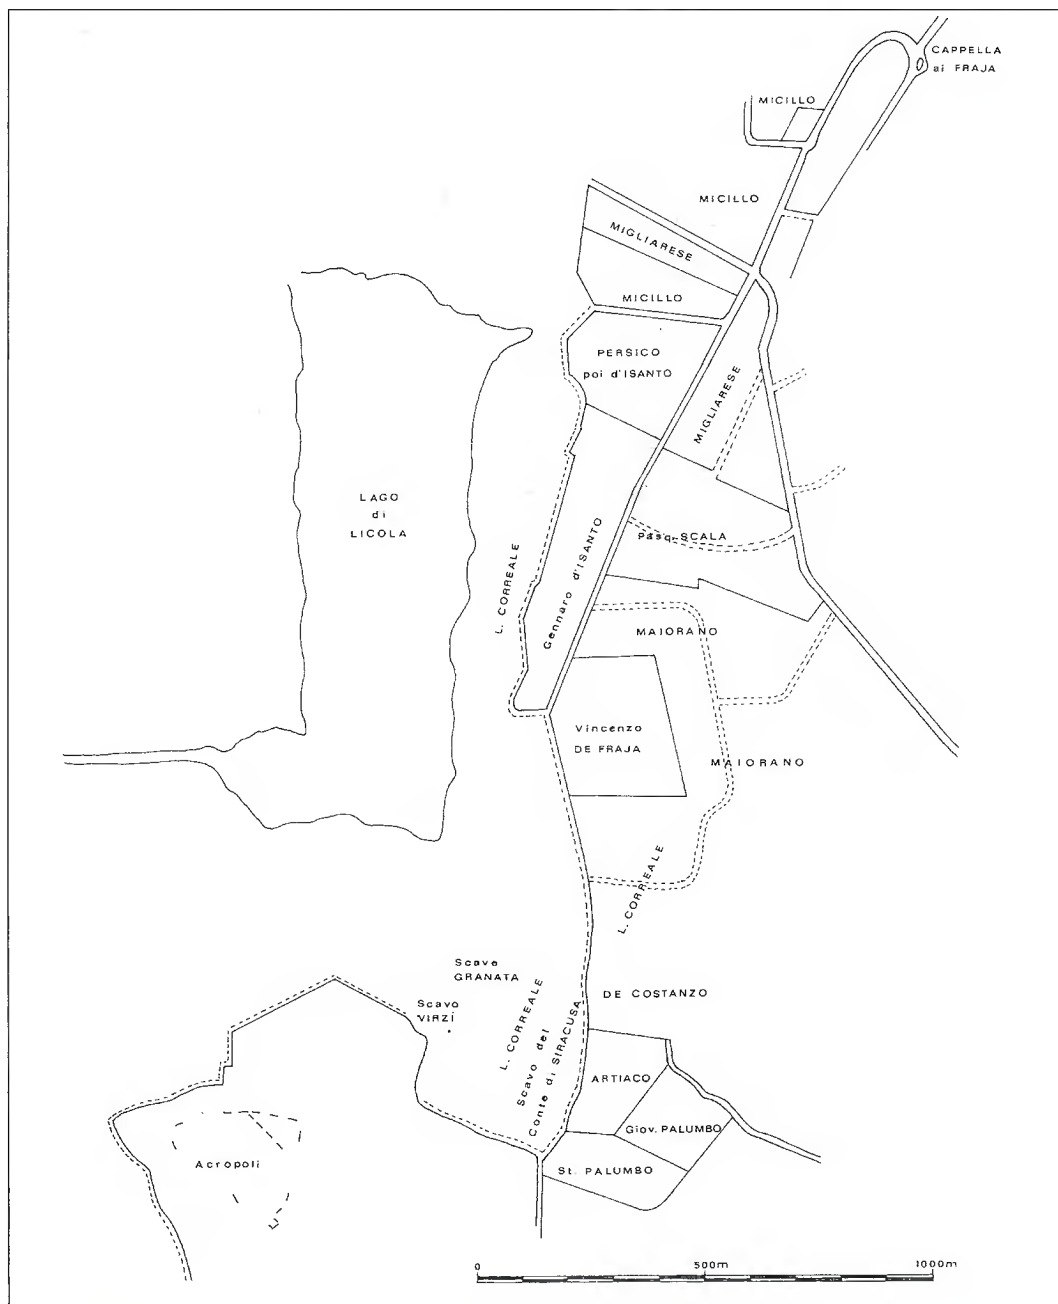 CAPPELLA
ai FRAJA
MICILLO
MICILLO
MIGLIARESE
MICILLO
PERSICO
poi d'ISANTO
MIGLIARESE
LAGO
di
LICOLA
Pasq. SCALA
L. CORREALE
Gennaro d'ISANTO
MAIORANO
Vincenzo
DE FRAJA
MAIORANO
L. CORREALE
Scavo
GRANATA
Scavo
VIRZÌ
L. CORREALE
Scavo del
Conte di SIRACUSA
DE COSTANZO
ARTIACO
Giov. PALUMBO
St. PALUMBO
Acropoli
0 500m 1000m